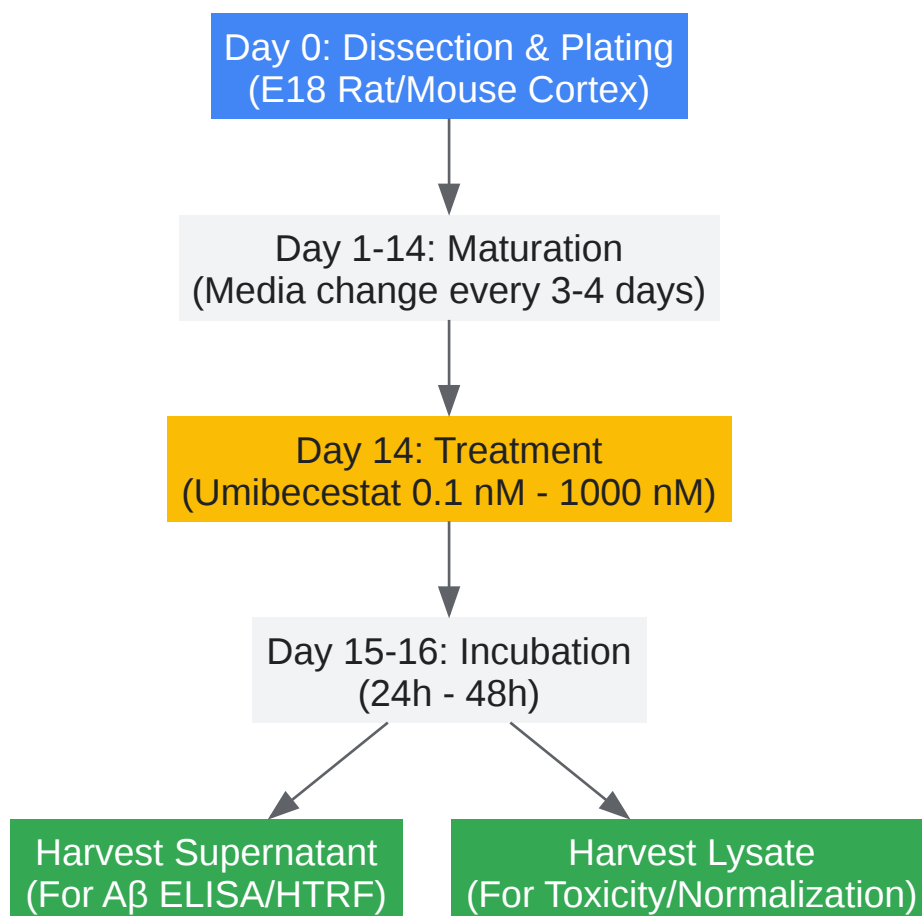 Day 0: Dissection & Plating
(E18 Rat/Mouse Cortex)
Day 1-14: Maturation
(Media change every 3-4 days)
Day 14: Treatment
(Umibecestat 0.1 nM - 1000 nM)
Day 15-16: Incubation
(24h - 48h)
Harvest Supernatant
(For Aβ ELISA/HTRF)
Harvest Lysate
(For Toxicity/Normalization)